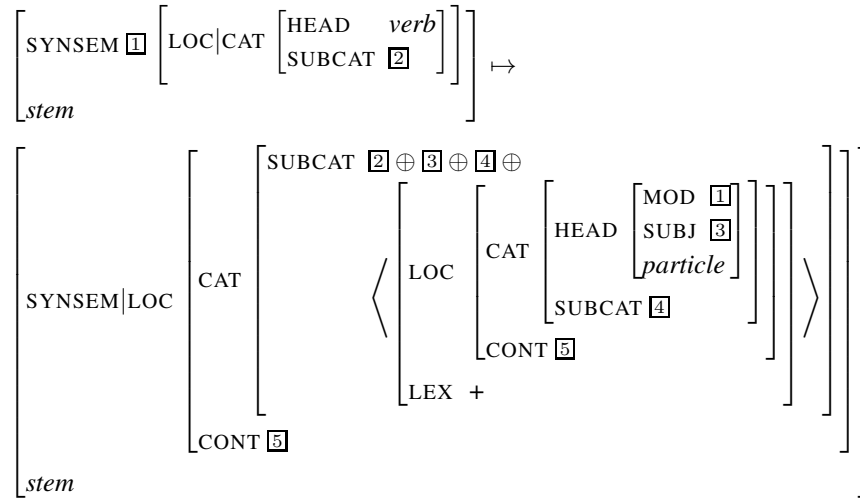 SYNSEM 1 LOC|CAT HEAD verb
SUBCAT 2
↦
stem
SUBCAT 2 ⊕ 3 ⊕ 4 ⊕
MOD 1
HEAD SUBJ 3
CAT particle
LOC
SUBCAT 4
CAT
SYNSEM|LOC
CONT 5
LEX +
CONT 5
stem